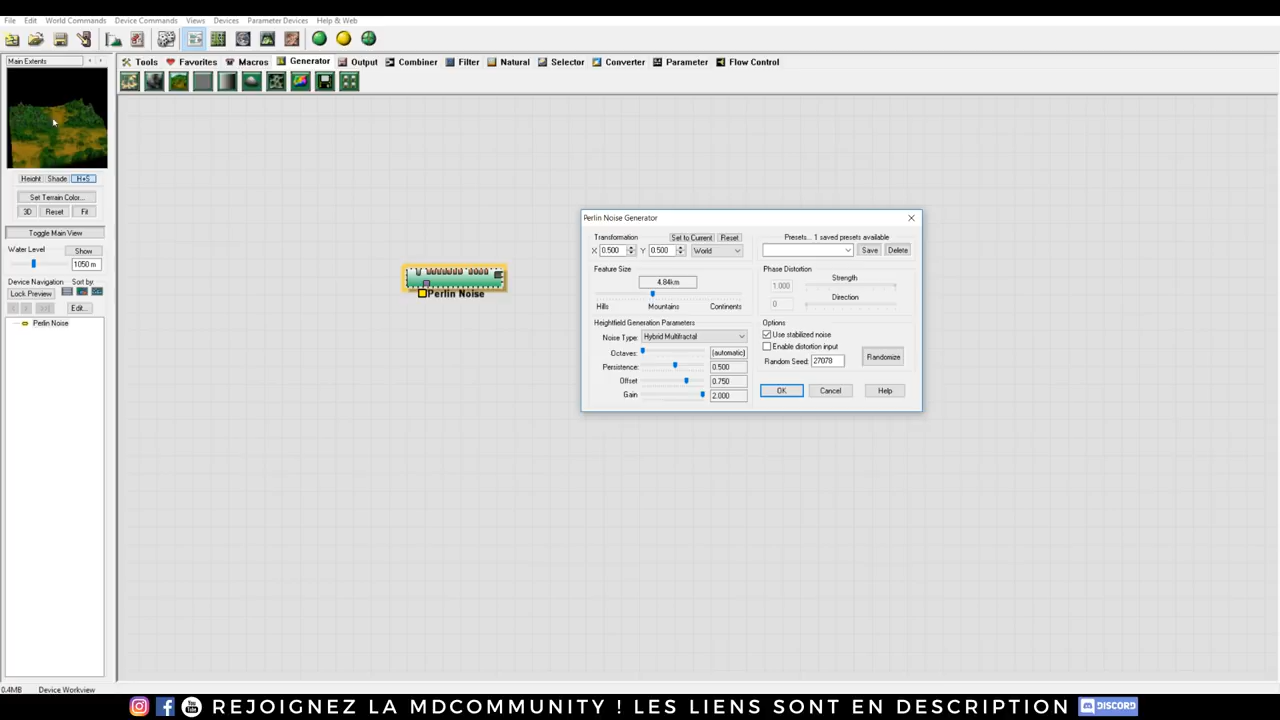 File Edit World Commands Device Commands Views Devices Parameter Devices Help & Web
Main Extents
Tools Favorites Macros Generator Output Combiner Filter Natural Selector Converter Parameter Flow Control
Height Shade H+S
Set Terrain Color...
3D Reset Fit
Toggle Main View
Water Level Show
1050 m
Device Navigation Sort by:
Lock Preview
Edit...
Perlin Noise
Perlin Noise
Perlin Noise Generator
Transformation Set to Current Reset
X 0.500 Y 0.500 World
Feature Size
4.84km
Hills Mountains Continents
Heightfield Generation Parameters
Noise Type: Hybrid Multifractal
Octaves: (automatic)
Persistence: 0.500
Offset 0.750
Gain 2.000
Presets... 1 saved presets available
Save Delete
Phase Distortion
Strength
1.000
Direction
0
Options
Use stabilized noise
Enable distortion input
Random Seed: 27078 Randomize
OK Cancel Help
0.4MB Device Workview
REJOIGNEZ LA MDCOMMUNITY ! LES LIENS SONT EN DESCRIPTION DISCORD